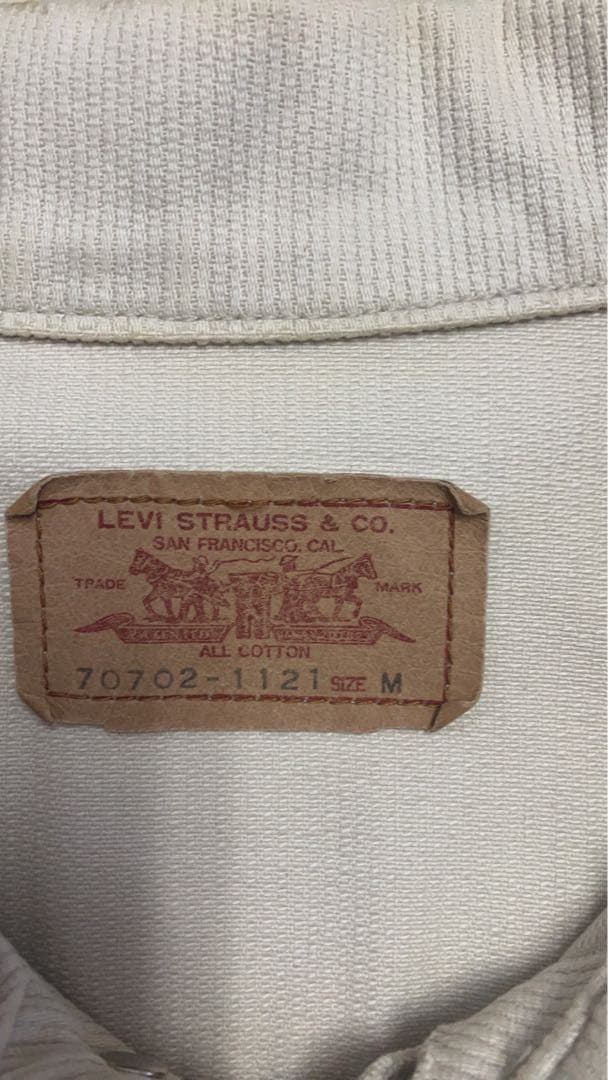 LEVI STRAUSS & CO.
SAN FRANCISCO, CAL
TRADE MARK
ALL COTTON
70702-1121 SIZE M